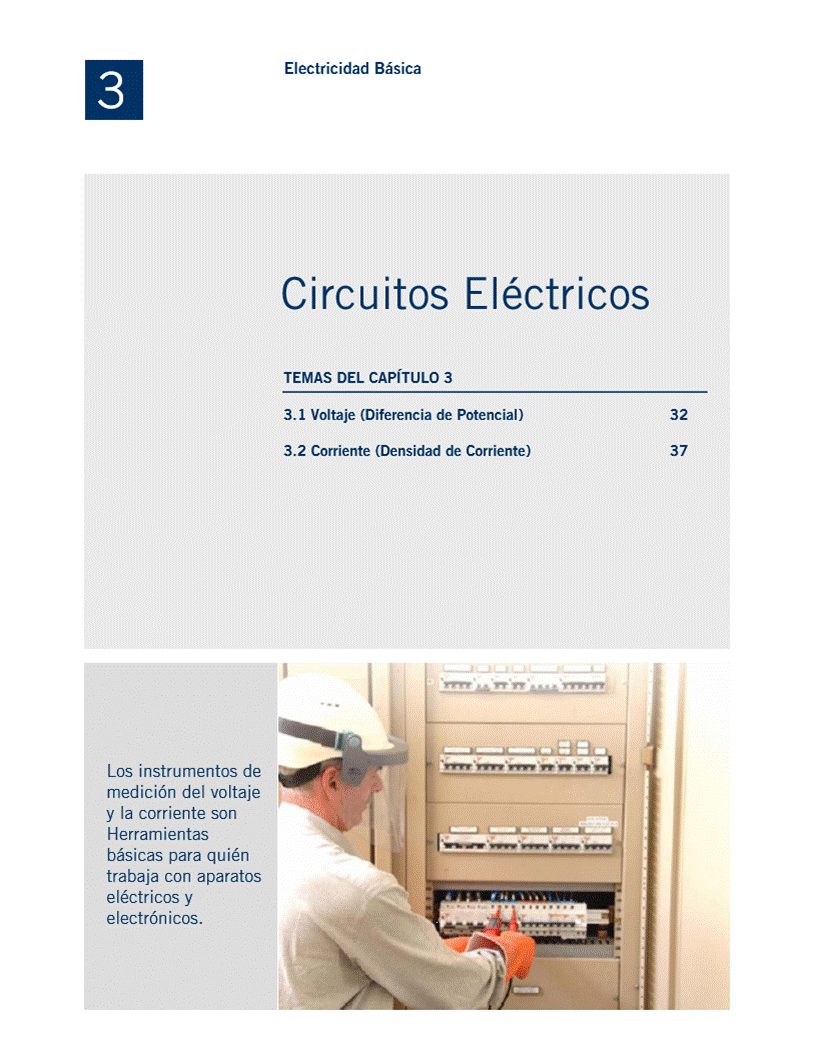 3
Electricidad Básica
Circuitos Eléctricos
TEMAS DEL CAPÍTULO 3
3.1 Voltaje (Diferencia de Potencial) 32
3.2 Corriente (Densidad de Corriente) 37
Los instrumentos de
medición del voltaje
y la corriente son
Herramientas
básicas para quién
trabaja con aparatos
eléctricos y
electrónicos.